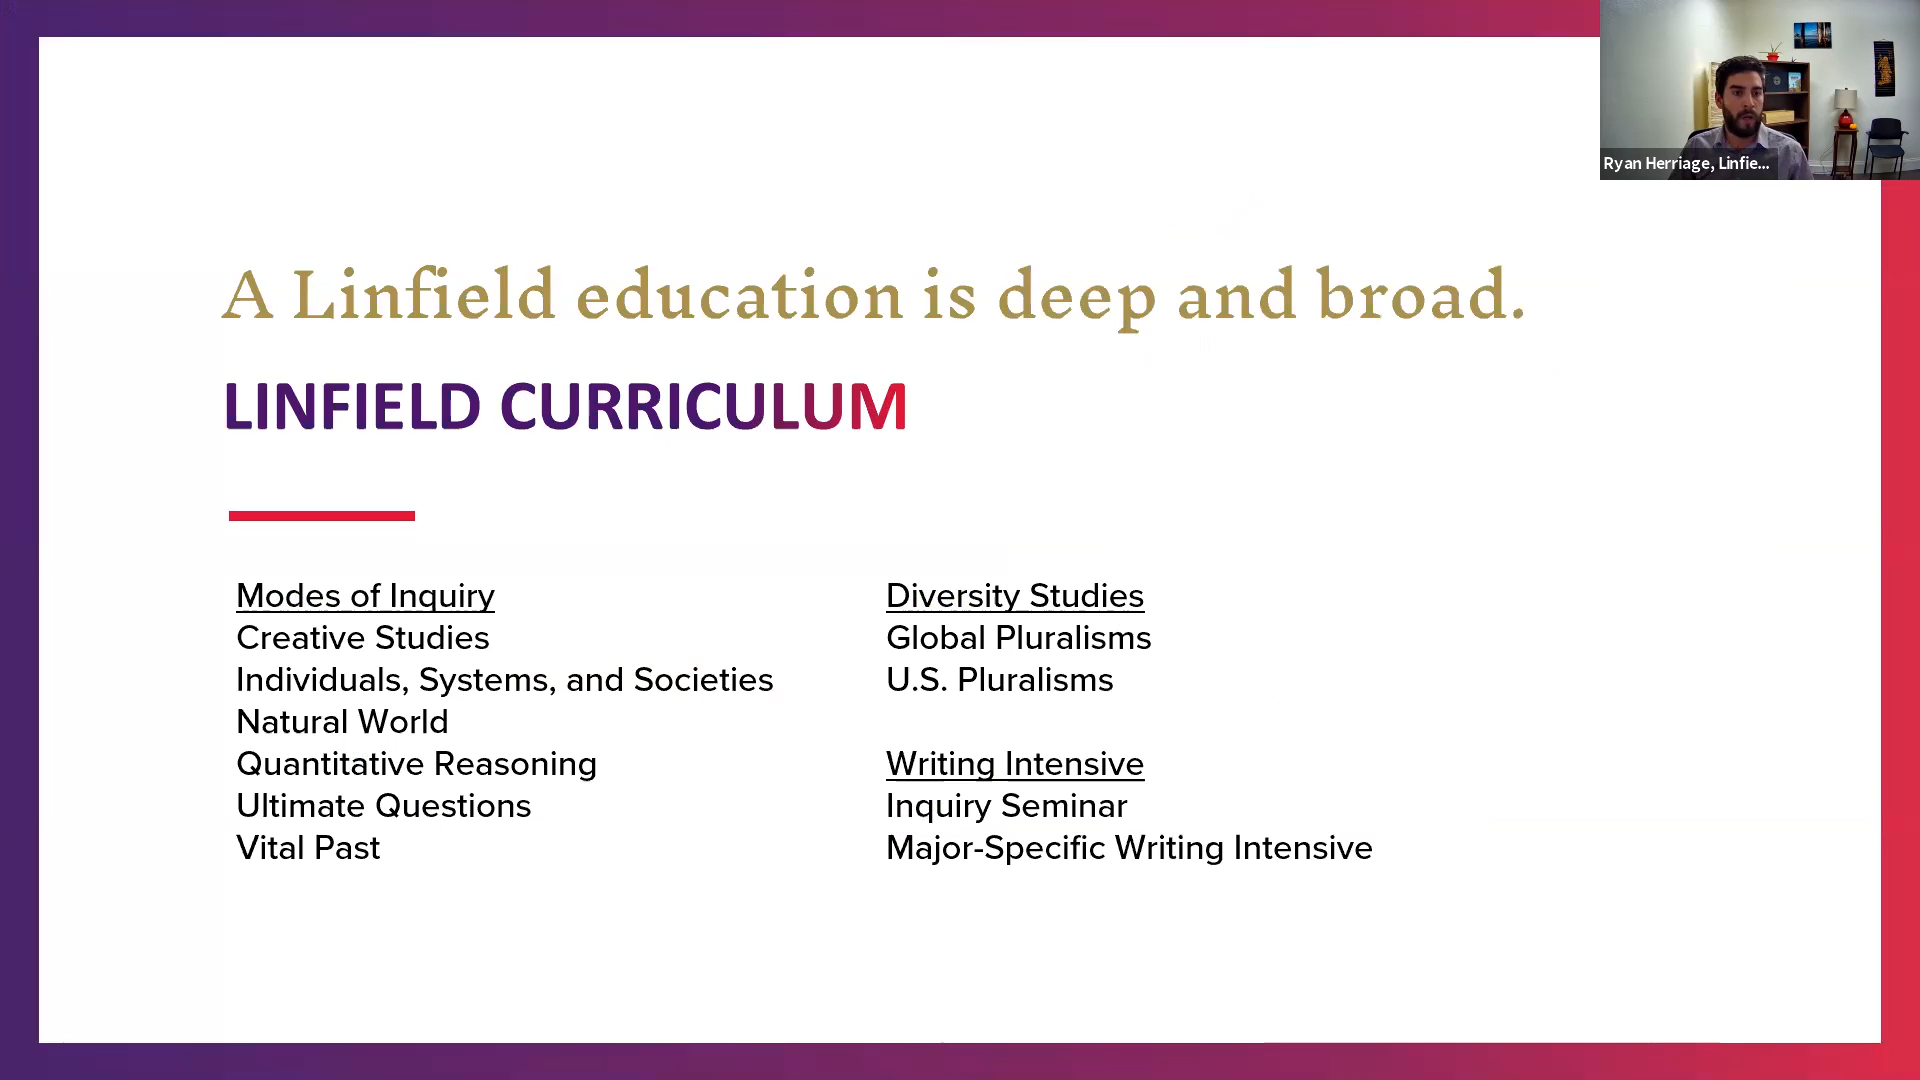 Ryan Herriage, Linfie...
A Linfield education is deep and broad.
LINFIELD CURRICULUM
Modes of Inquiry
Creative Studies
Individuals, Systems, and Societies
Natural World
Quantitative Reasoning
Ultimate Questions
Vital Past
Diversity Studies
Global Pluralisms
U.S. Pluralisms
Writing Intensive
Inquiry Seminar
Major-Specific Writing Intensive